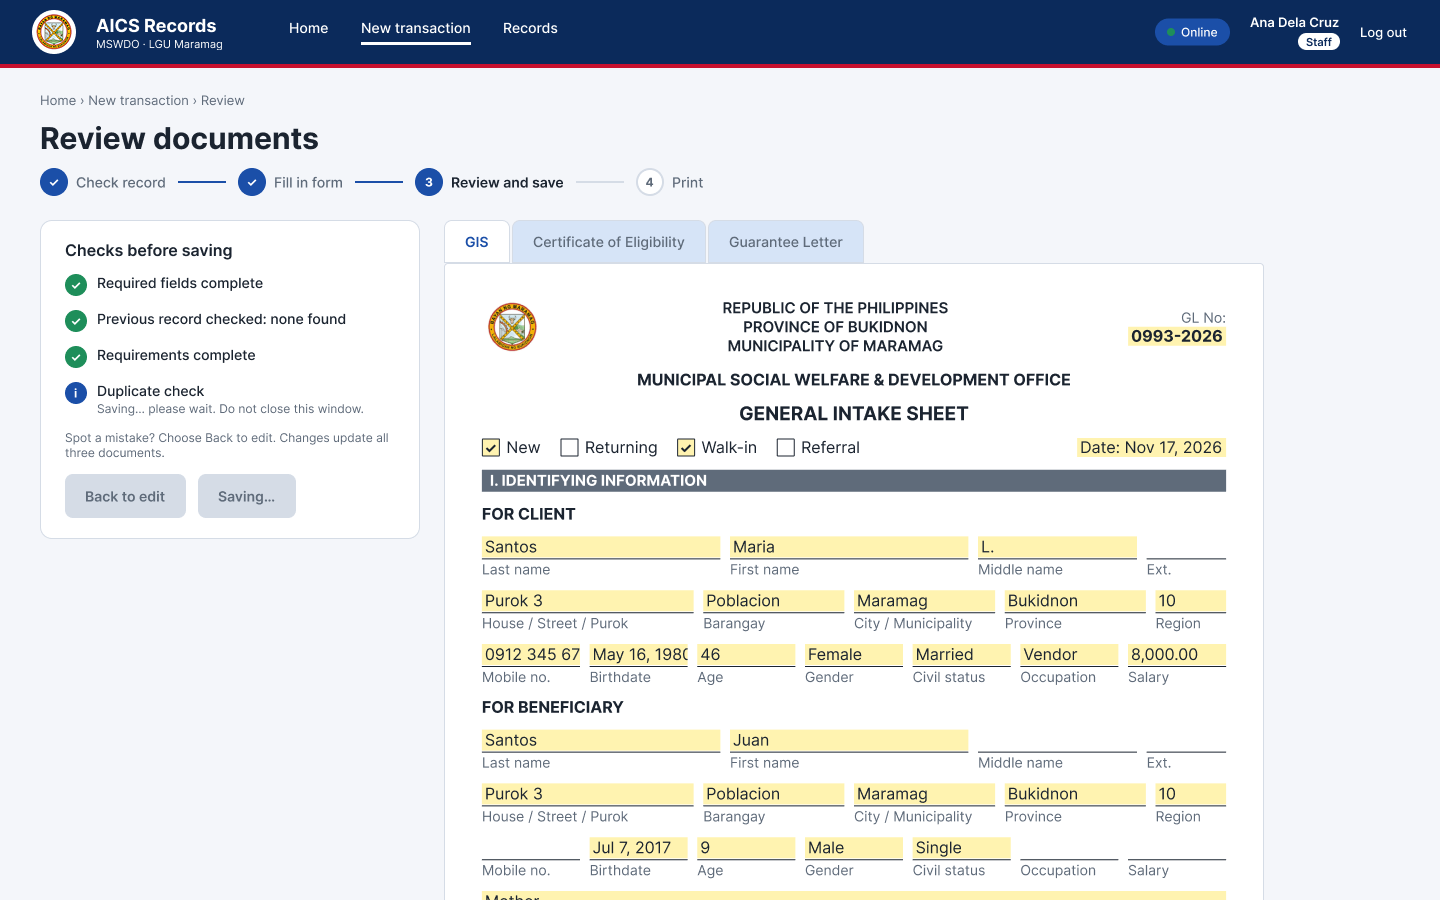 AICS Records
MSWDO · LGU Maramag
Home
New transaction
Records
Online
Ana Dela Cruz
Staff
Log out
Home › New transaction › Review
Review documents
Check record
Fill in form
3 Review and save
4 Print
Checks before saving
Required fields complete
Previous record checked: none found
Requirements complete
Duplicate check
Saving... please wait. Do not close this window.
Spot a mistake? Choose Back to edit. Changes update all
three documents.
Back to edit
Saving...
GIS
Certificate of Eligibility
Guarantee Letter
REPUBLIC OF THE PHILIPPINES
PROVINCE OF BUKIDNON
MUNICIPALITY OF MARAMAG
GL No:
0993-2026
MUNICIPAL SOCIAL WELFARE & DEVELOPMENT OFFICE
GENERAL INTAKE SHEET
New Returning Walk-in Referral Date: Nov 17, 2026
I. IDENTIFYING INFORMATION
FOR CLIENT
Santos Maria L.
Last name First name Middle name Ext.
Purok 3 Poblacion Maramag Bukidnon 10
House / Street / Purok Barangay City / Municipality Province Region
0912 345 67 May 16, 1980 46 Female Married Vendor 8,000.00
Mobile no. Birthdate Age Gender Civil status Occupation Salary
FOR BENEFICIARY
Santos Juan
Last name First name Middle name Ext.
Purok 3 Poblacion Maramag Bukidnon 10
House / Street / Purok Barangay City / Municipality Province Region
Jul 7, 2017 9 Male Single
Mobile no. Birthdate Age Gender Civil status Occupation Salary
Mother